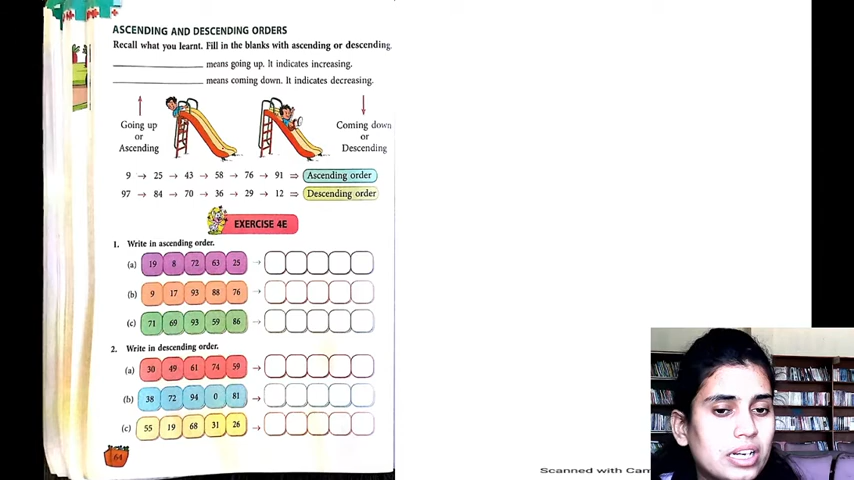 ASCENDING AND DESCENDING ORDERS
Recall what you learnt. Fill in the blanks with ascending or descending.
____________________ means going up. It indicates increasing.
____________________ means coming down. It indicates decreasing.
Going up
or
Ascending
Coming down
or
Descending
9 → 25 → 43 → 58 → 76 → 91 ⇒ Ascending order
97 → 84 → 70 → 36 → 29 → 12 ⇒ Descending order
EXERCISE 4E
1. Write in ascending order.
(a) 19 8 72 63 25 →
(b) 9 17 93 88 76 →
(c) 71 69 93 59 86 →
2. Write in descending order.
(a) 30 49 61 74 59 →
(b) 38 72 94 0 81 →
(c) 55 19 68 31 26 →
64
Scanned with Cam